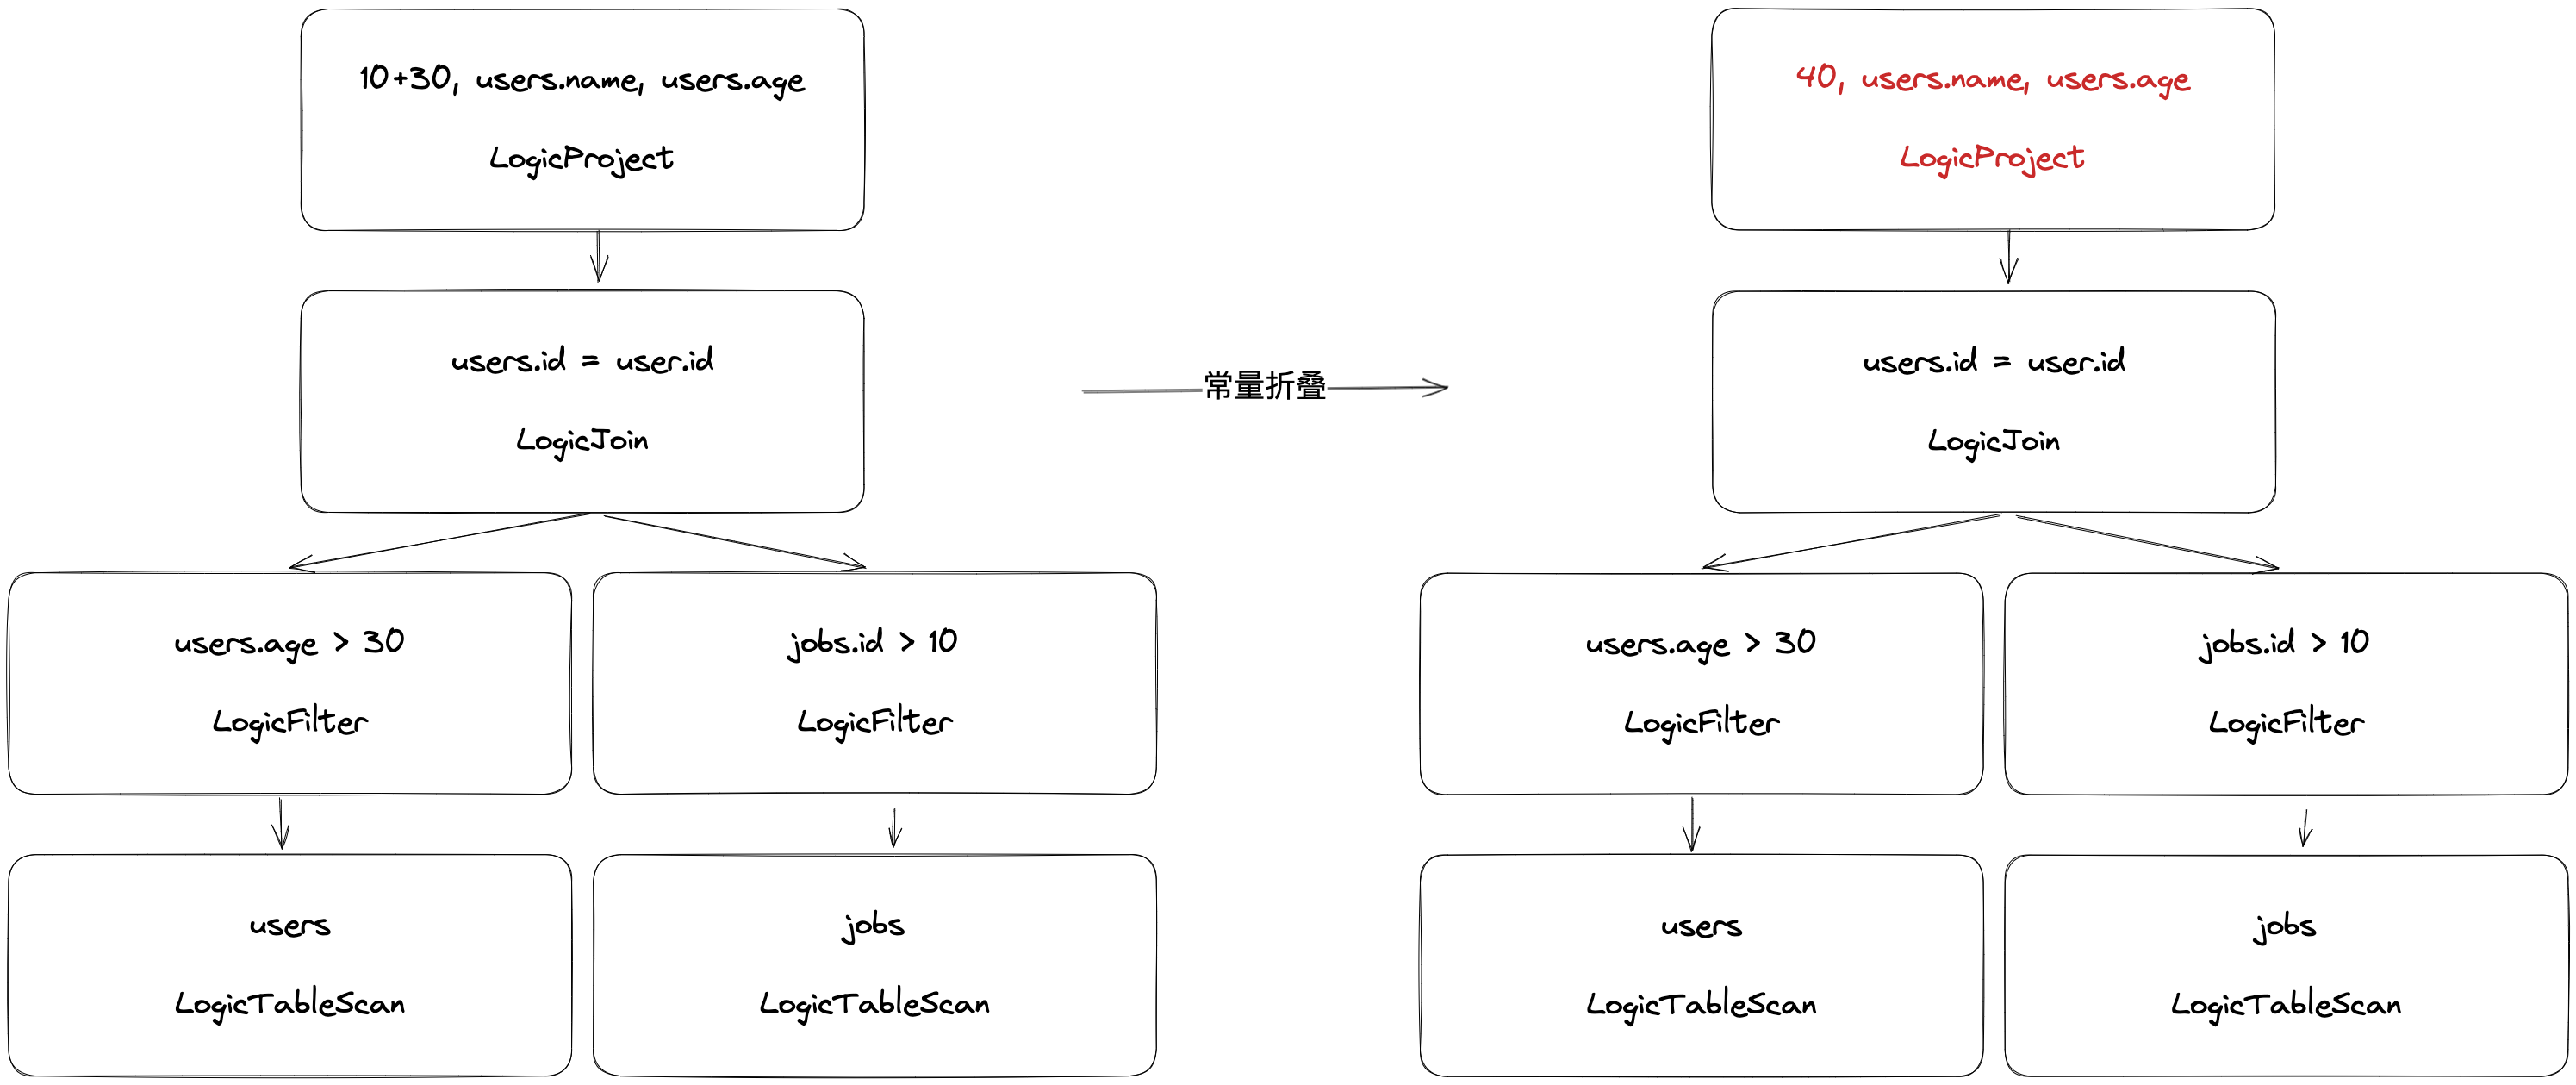 10+30, users.name, users.age
LogicProject
users.id = user.id
LogicJoin
users.age > 30
LogicFilter
jobs.id > 10
LogicFilter
users
LogicTableScan
jobs
LogicTableScan
常量折叠
40, users.name, users.age
LogicProject
users.id = user.id
LogicJoin
users.age > 30
LogicFilter
jobs.id > 10
LogicFilter
users
LogicTableScan
jobs
LogicTableScan